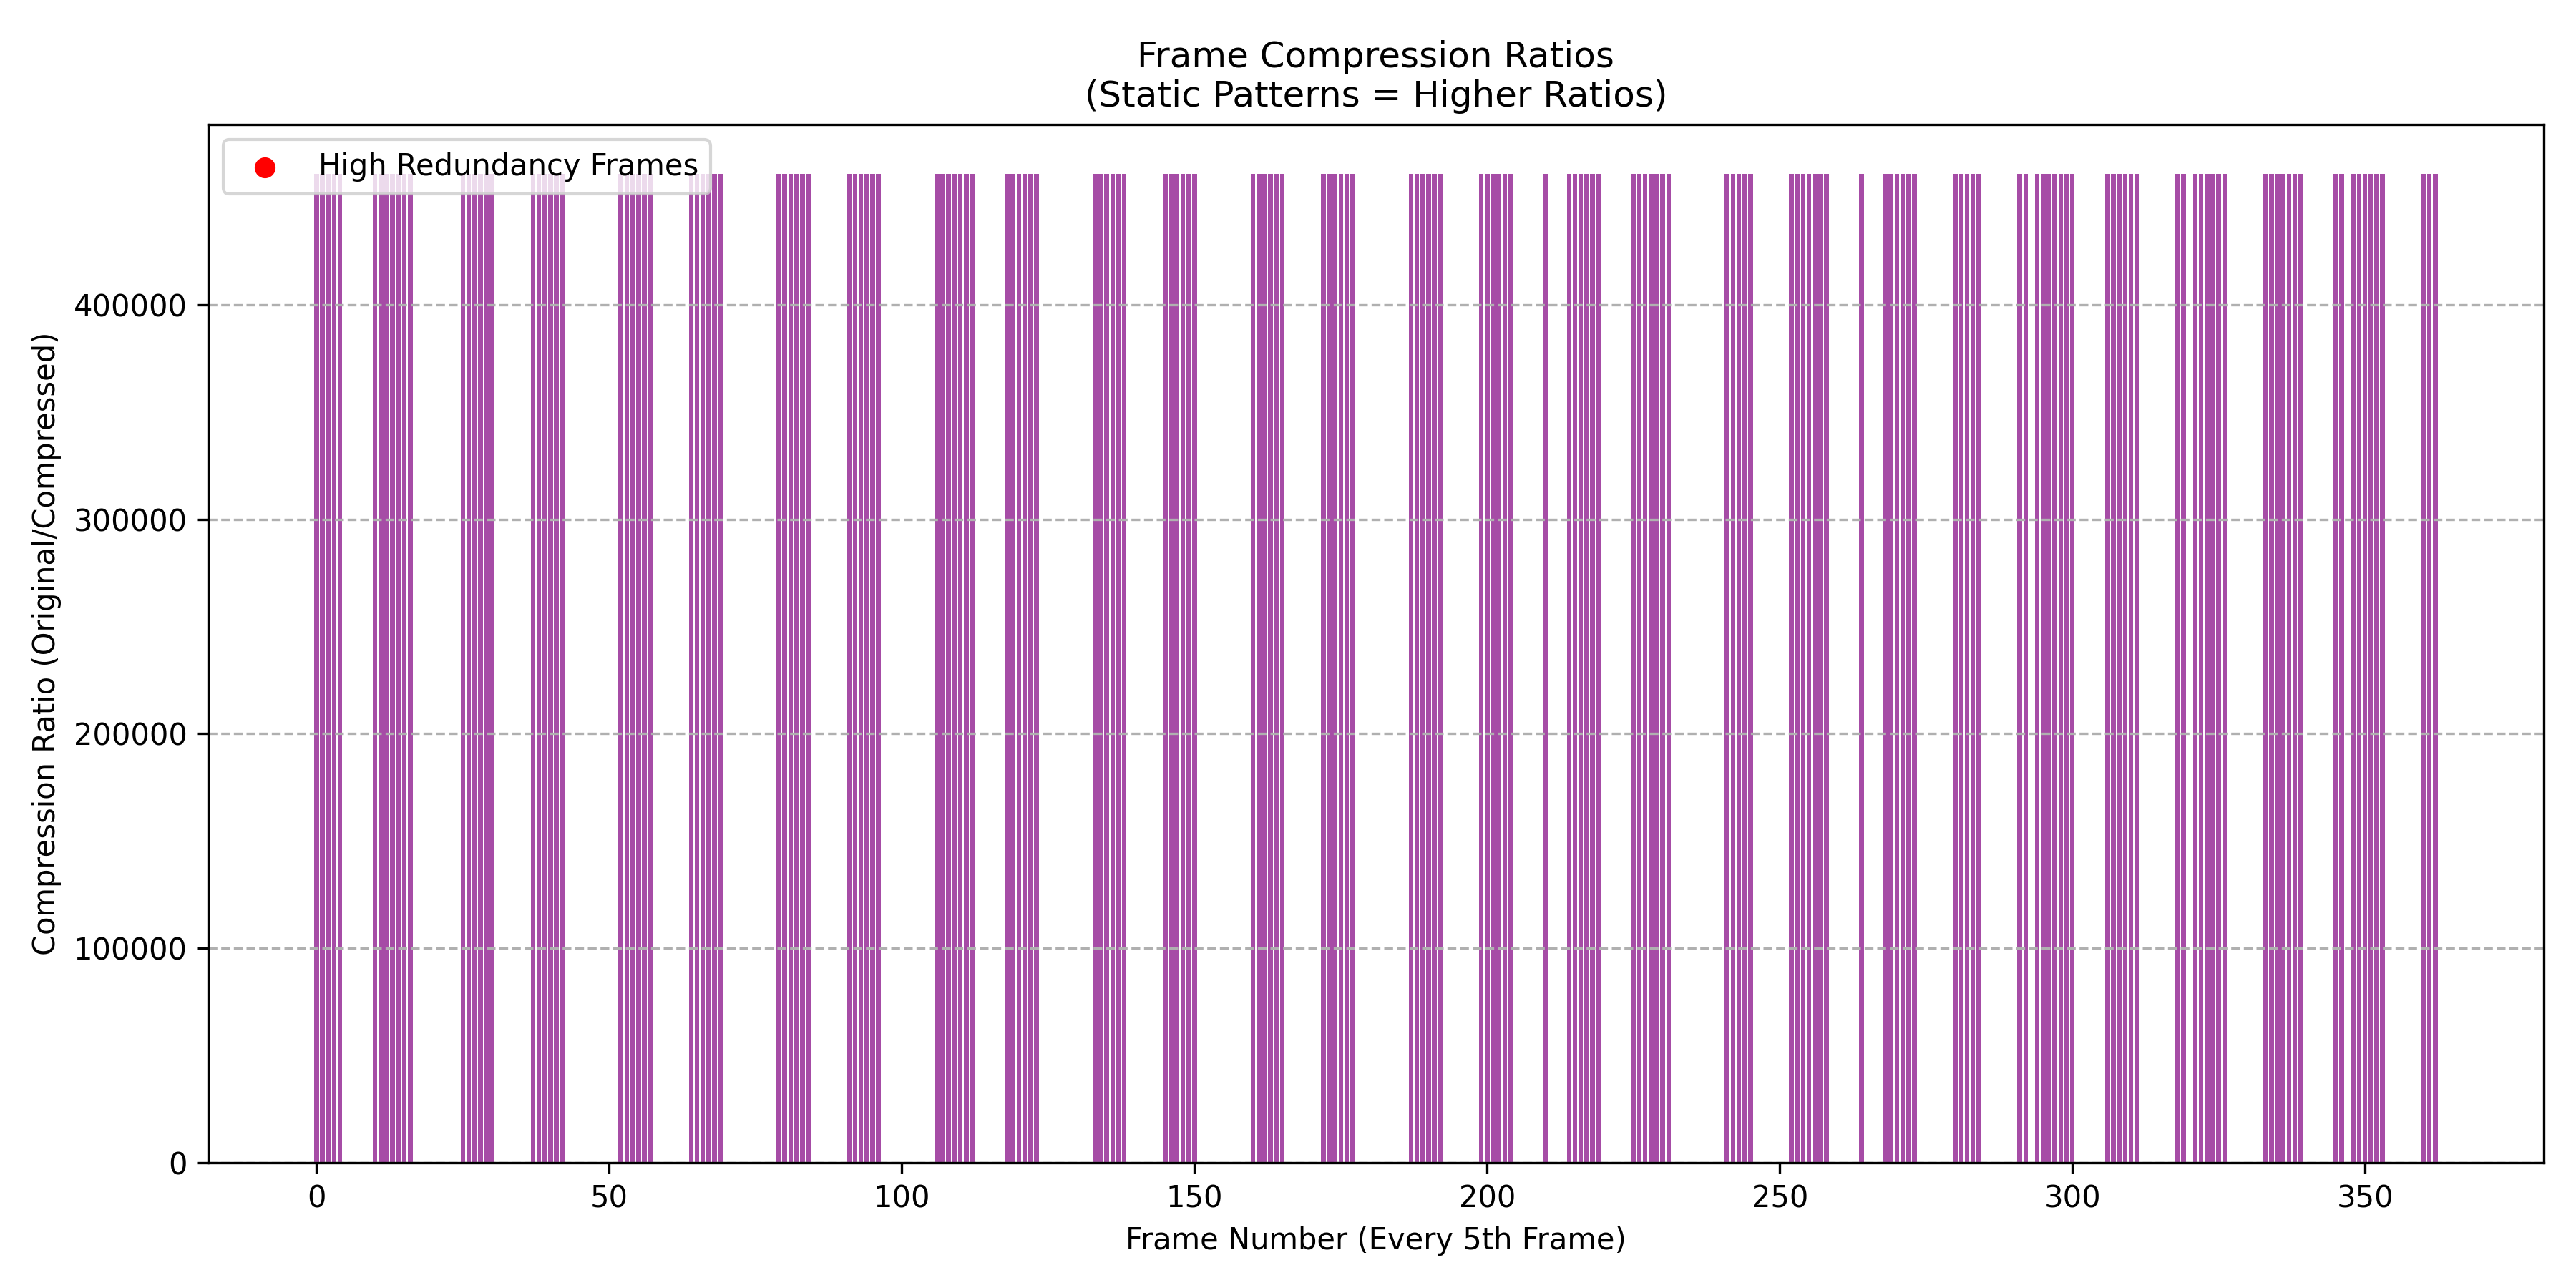 Frame Compression Ratios
(Static Patterns = Higher Ratios)
High Redundancy Frames
Compression Ratio (Original/Compressed)
400000
300000
200000
100000
0
0 50 100 150 200 250 300 350
Frame Number (Every 5th Frame)